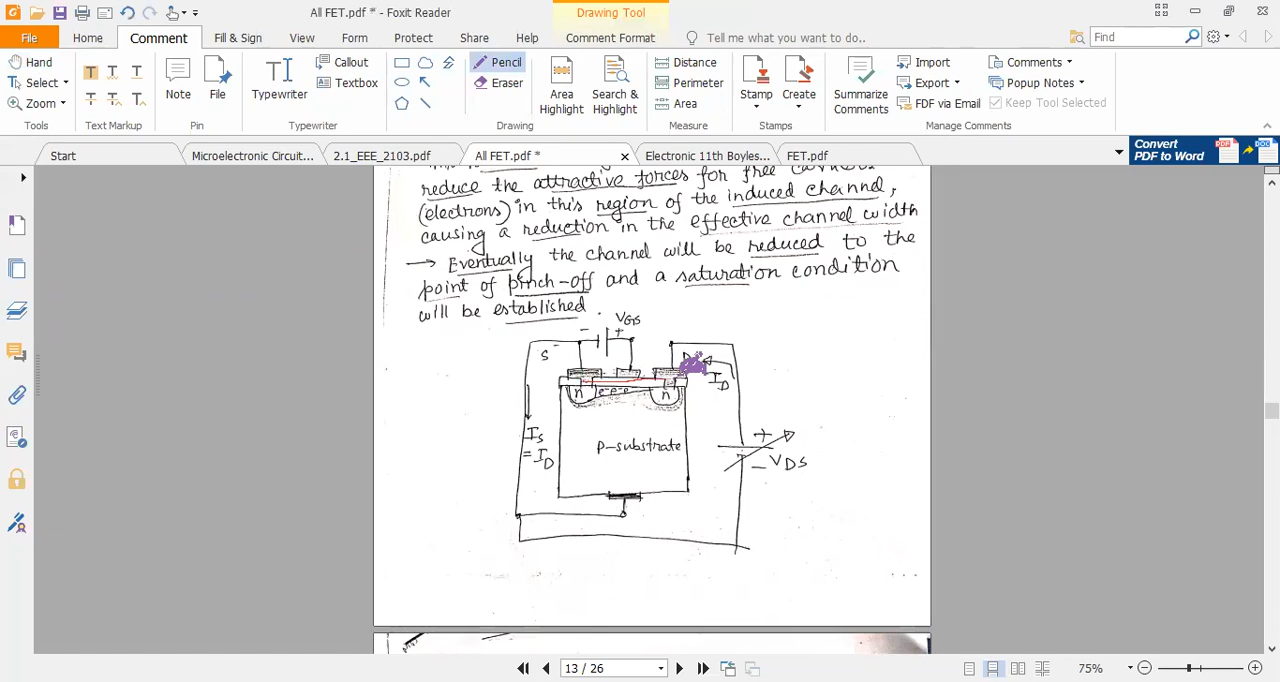 All FET.pdf * - Foxit Reader
Drawing Tool
File Home Comment Fill & Sign View Form Protect Share Help Comment Format Tell me what you want to do.. Find
Hand Select Zoom
Tools
Text Markup
Note File
Pin
Typewriter Callout Textbox
Typewriter
Pencil Eraser
Area Highlight Search & Highlight
Drawing
Distance Perimeter Area
Measure
Stamp Create
Stamps
Summarize Comments Import Export FDF via Email Comments Popup Notes Keep Tool Selected
Manage Comments
Start Microelectronic Circuit... 2.1_EEE_2103.pdf All FET.pdf * Electronic 11th Boyles... FET.pdf
Convert PDF to Word
reduce the attractive forces for free carriers
(electrons) in this region of the induced channel,
causing a reduction in the effective channel width
→ Eventually the channel will be reduced to the
point of pinch-off and a saturation condition
will be established.
- + VGS
S
ID
n e-e-e n
IS
= ID
P-substrate
+
- VDS
13 / 26
75%